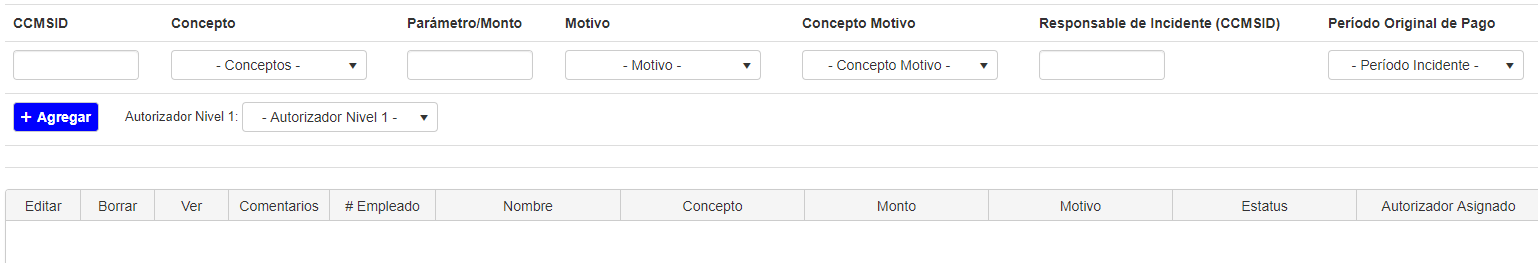 CCMSID Concepto Parámetro/Monto Motivo Concepto Motivo Responsable de Incidente (CCMSID) Período Original de Pago
- Conceptos - - Motivo - - Concepto Motivo - - Período Incidente -
+ Agregar Autorizador Nivel 1: - Autorizador Nivel 1 -
Editar Borrar Ver Comentarios # Empleado Nombre Concepto Monto Motivo Estatus Autorizador Asignado